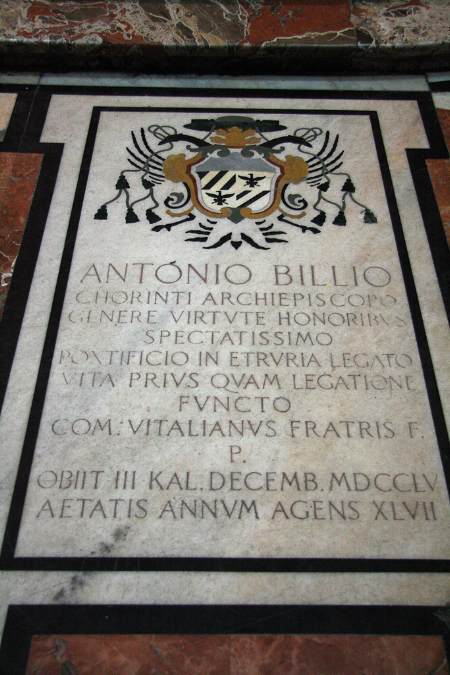 ANTONIO BILLIO
CHORINTI ARCHIEPISCOPO
GENERE VIRTVTE HONORIBVS
SPECTATISSIMO
PONTIFICIO IN ETRVRIA LEGATO
VITA PRIVS QVAM LEGATIONE
FVNCTO
COM: VITALIANVS FRATRIS F.
P.
OBIIT III KAL: DECEMB. MDCCLV
AETATIS ANNVM AGENS XLVII